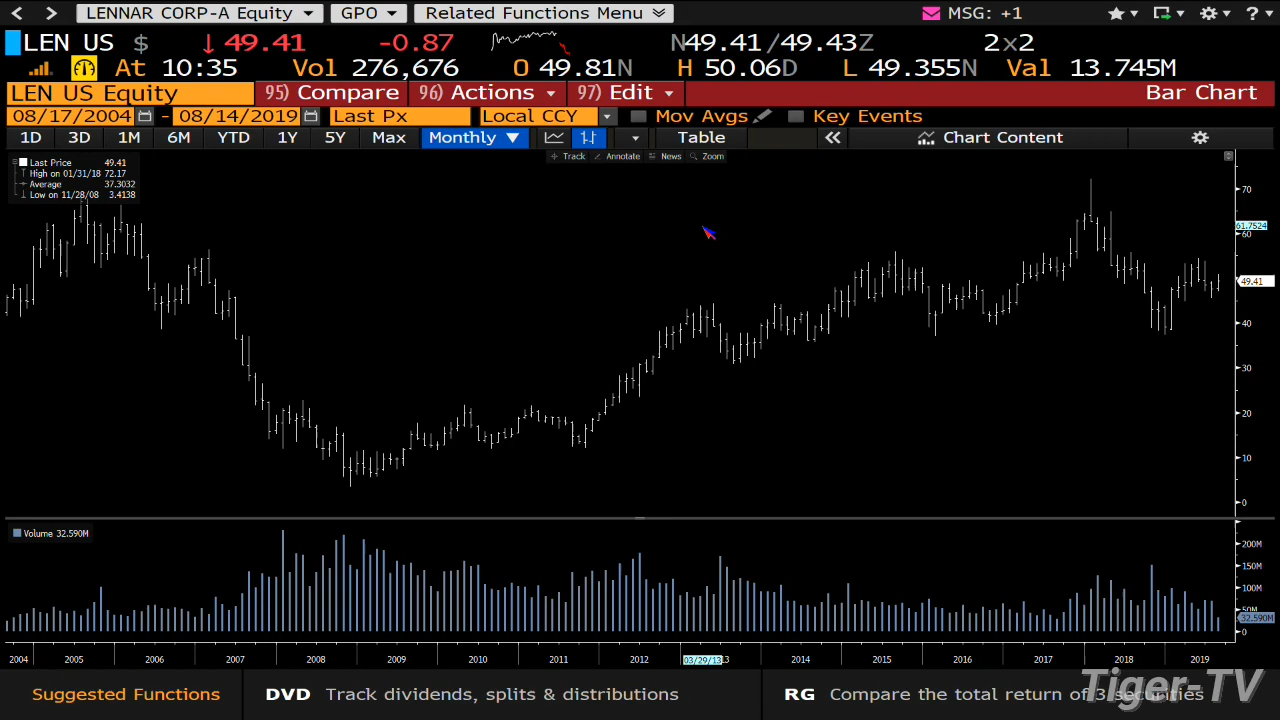 LENNAR CORP-A Equity GPO Related Functions Menu MSG: +1 ?
LEN US $ ↓49.41 -0.87 N49.41/49.43Z 2x2
At 10:35 Vol 276,676 O 49.81N H 50.06D L 49.355N Val 13.745M
LEN US Equity 95) Compare 96) Actions 97) Edit Bar Chart
08/17/2004 - 08/14/2019 Last Px Local CCY Mov Avgs Key Events
1D 3D 1M 6M YTD 1Y 5Y Max Monthly ▼ Table Chart Content
Track Annotate News Zoom
Last Price 49.41
High on 01/31/18 72.17
Average 37.3032
Low on 11/28/08 3.4138
70
61.7524
60
49.41
40
30
20
10
0
Volume 32.590M
200M
150M
100M
50M
32.590M
0
2004 2005 2006 2007 2008 2009 2010 2011 2012 03/29/13 13 2014 2015 2016 2017 2018 2019
Suggested Functions DVD Track dividends, splits & distributions RG Compare the total return of 3 securities
Tiger-TV